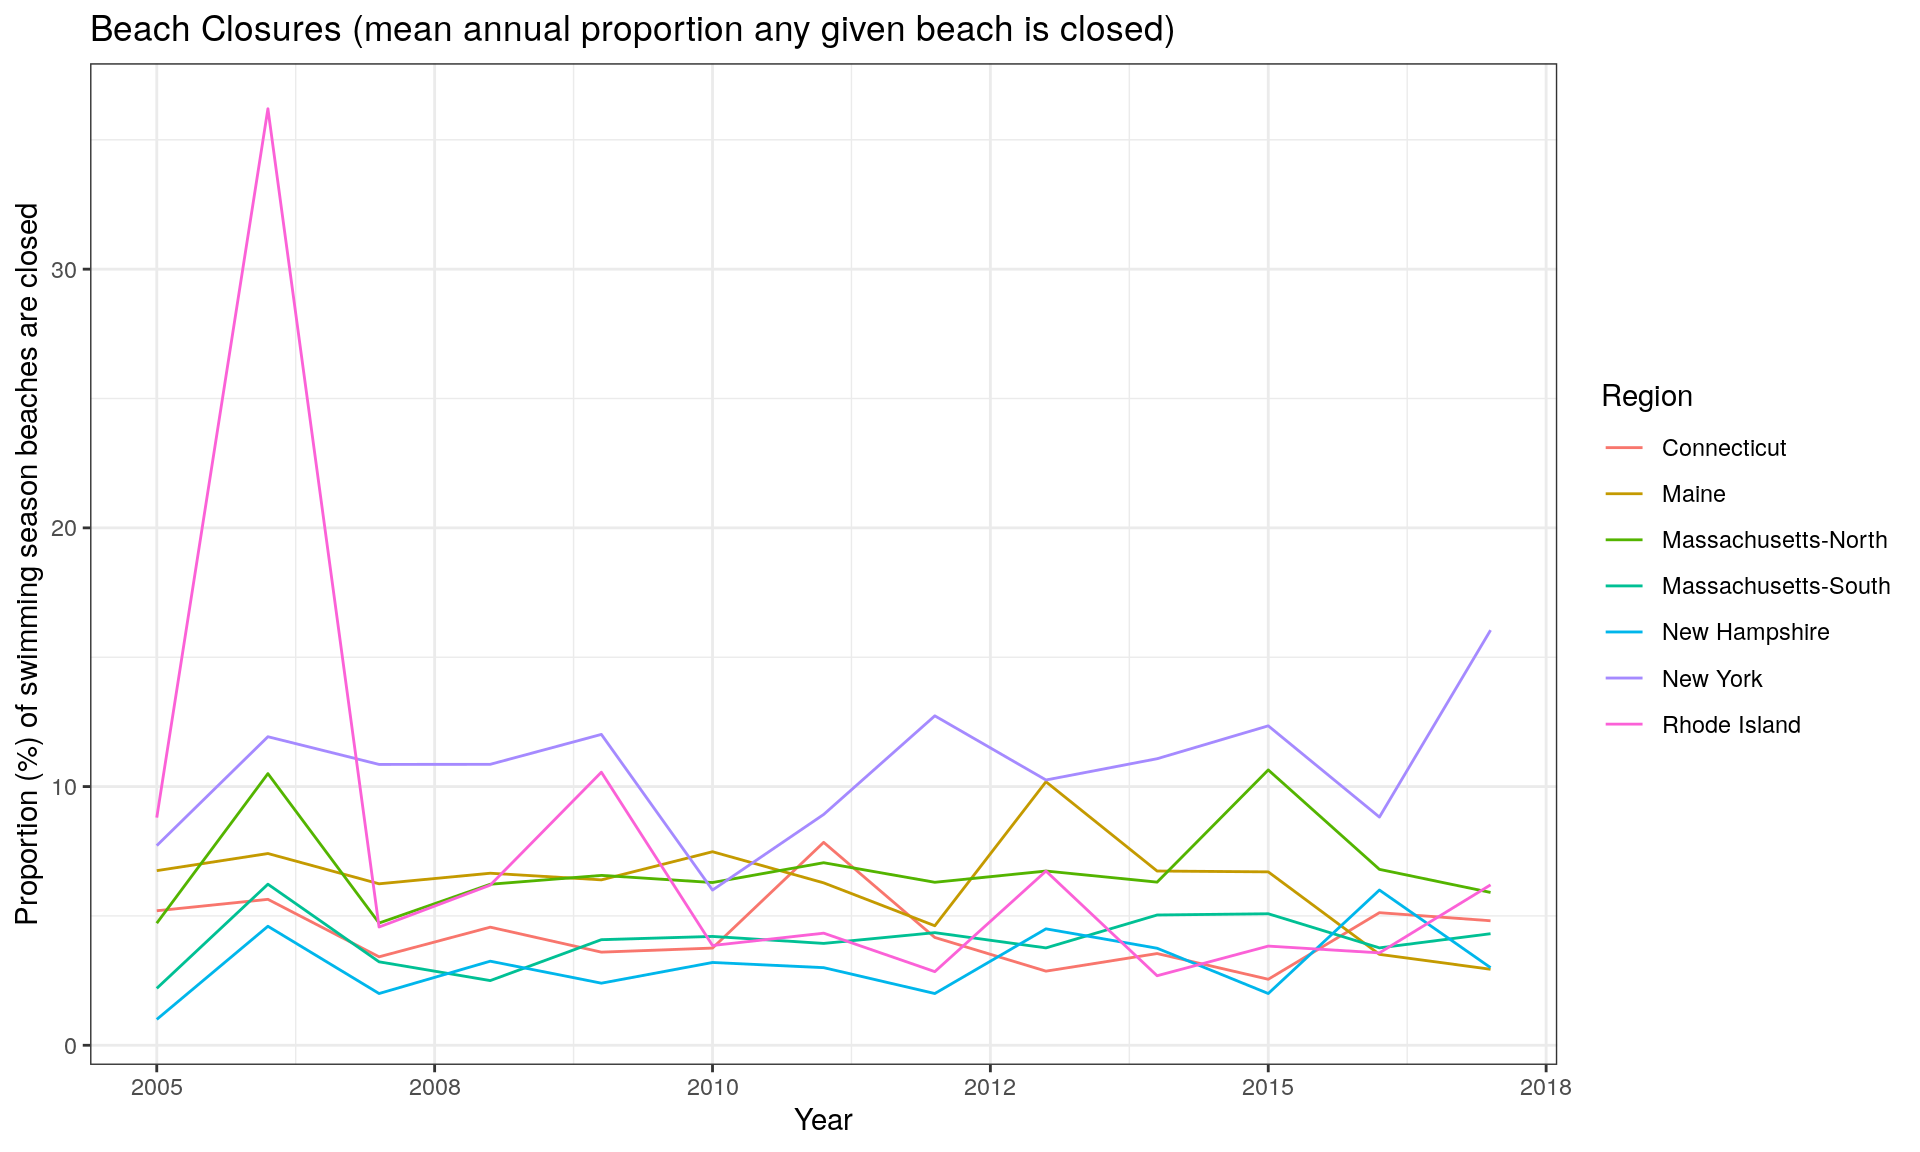 Beach Closures (mean annual proportion any given beach is closed)
Proportion (%) of swimming season beaches are closed
30
20
10
0
2005
2008
2010
2012
2015
2018
Year
Region
Connecticut
Maine
Massachusetts-North
Massachusetts-South
New Hampshire
New York
Rhode Island